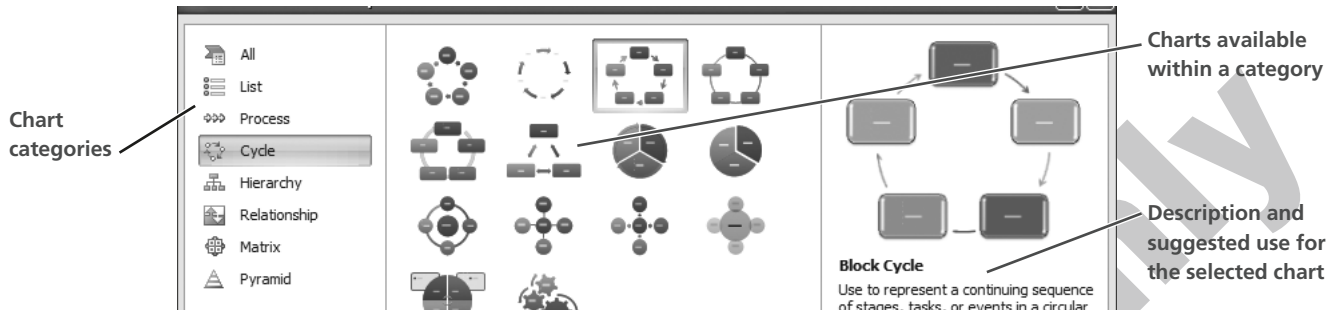 Chart
categories
All
List
Process
Cycle
Hierarchy
Relationship
Matrix
Pyramid
Charts available
within a category
Description and
suggested use for
the selected chart
Block Cycle
Use to represent a continuing sequence
of stages, tasks, or events in a circular